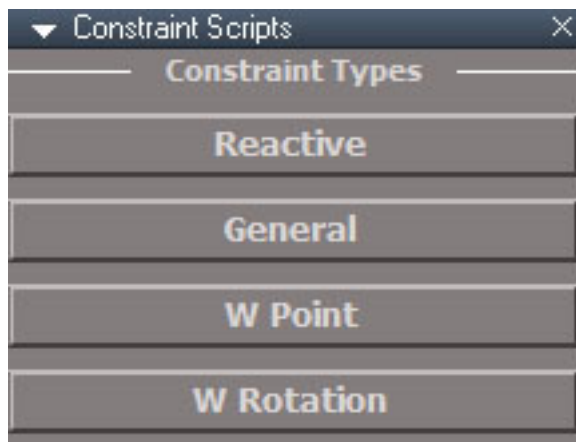 Constraint Scripts
Constraint Types
Reactive
General
W Point
W Rotation